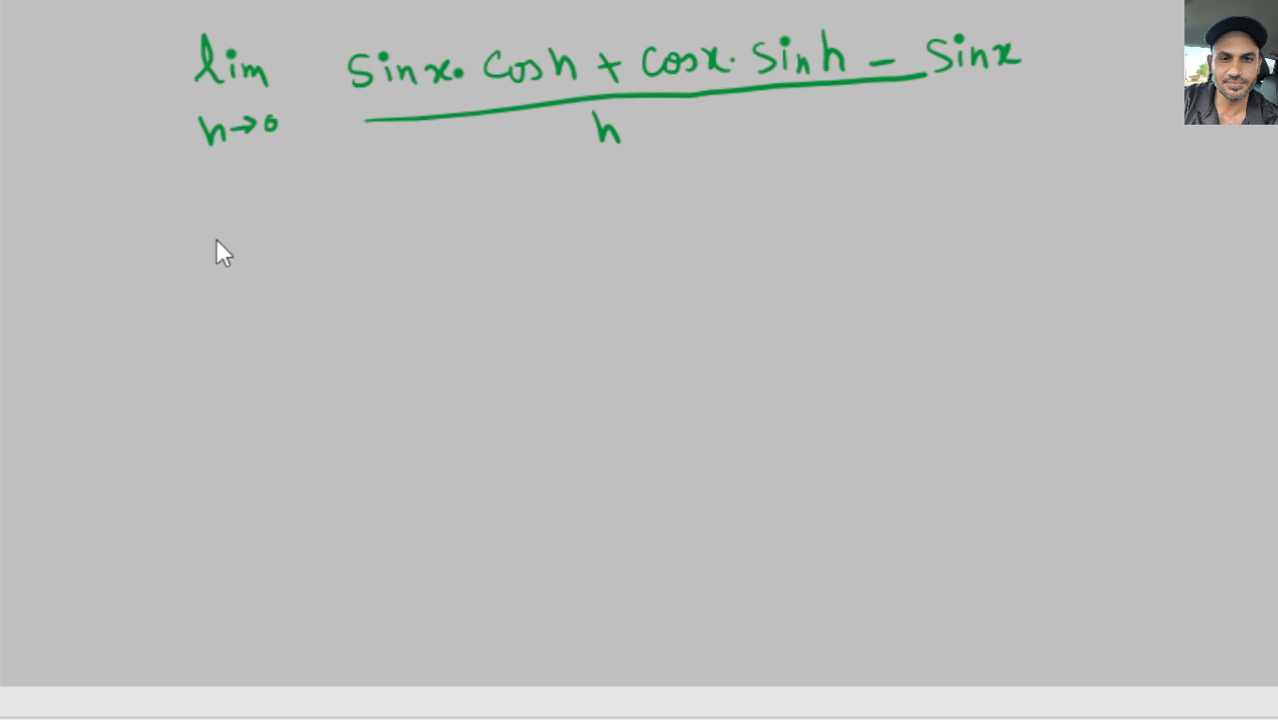 lim sinx. cosh + cosx. sinh - sinx
h→0 h